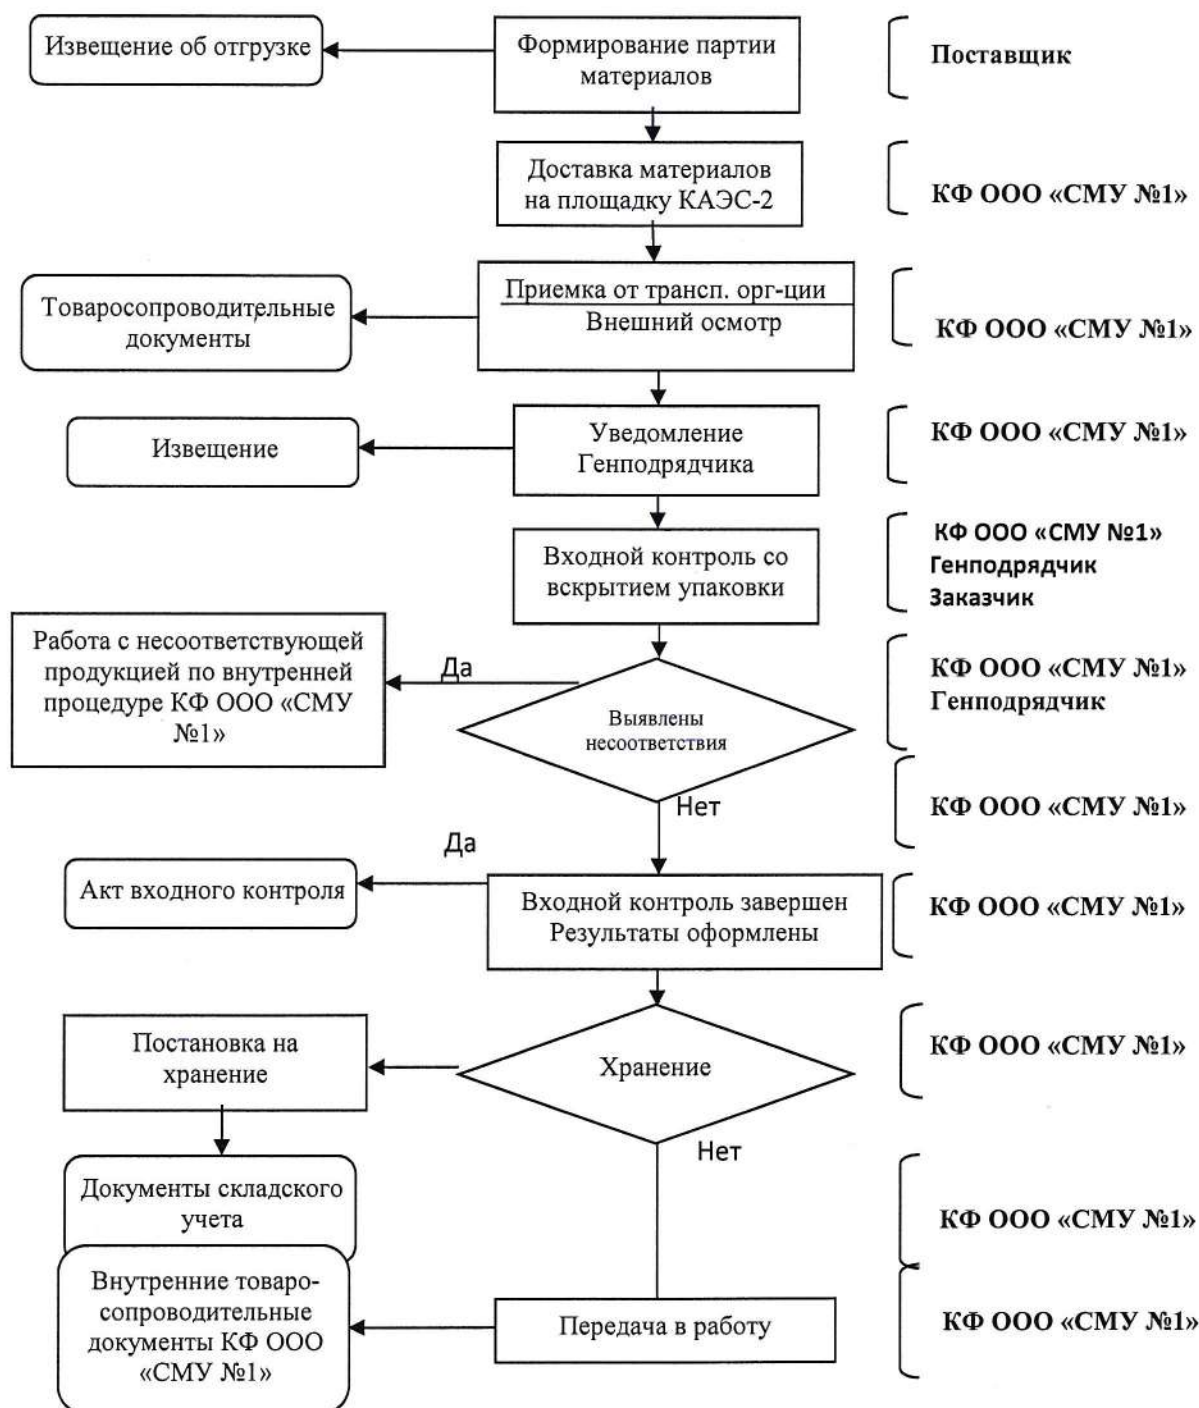 Извещение об отгрузке
Формирование партии
материалов
Поставщик
Доставка материалов
на площадку КАЭС-2
КФ ООО «СМУ №1»
Товаросопроводительные
документы
Приемка от трансп. орг-ции
Внешний осмотр
КФ ООО «СМУ №1»
Извещение
Уведомление
Генподрядчика
КФ ООО «СМУ №1»
Входной контроль со
вскрытием упаковки
КФ ООО «СМУ №1»
Генподрядчик
Заказчик
Работа с несоответствующей
продукцией по внутренней
процедуре КФ ООО «СМУ
№1»
Да
Выявлены
несоответствия
КФ ООО «СМУ №1»
Генподрядчик
Нет
КФ ООО «СМУ №1»
Да
Акт входного контроля
Входной контроль завершен
Результаты оформлены
КФ ООО «СМУ №1»
Постановка на
хранение
Хранение
КФ ООО «СМУ №1»
Нет
Документы складского
учета
КФ ООО «СМУ №1»
Внутренние товаро-
сопроводительные
документы КФ ООО
«СМУ №1»
Передача в работу
КФ ООО «СМУ №1»